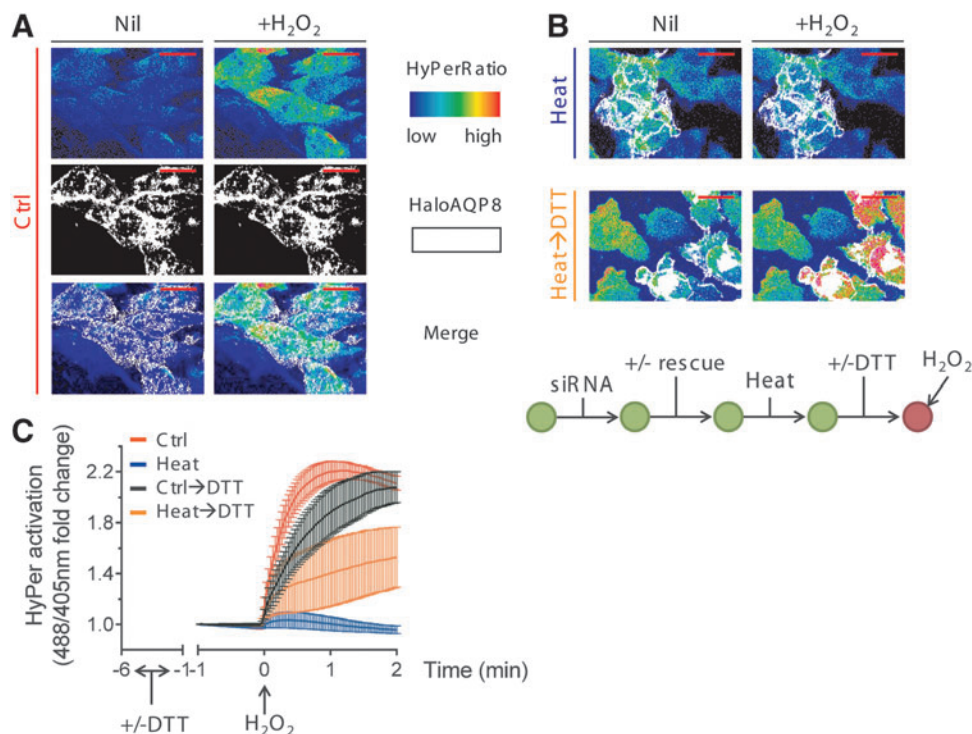 A
Nil
+H₂O₂
Ctrl
HyPerRatio
low
high
HaloAQP8
Merge
B
Nil
+H₂O₂
Heat
Heat→DTT
siRNA
+/- rescue
Heat
+/-DTT
H₂O₂
C
Ctrl
Heat
Ctrl→DTT
Heat→DTT
HyPer activation
(488/405nm fold change)
2.2
1.8
1.4
1.0
-6
-1
-1
0
1
2
Time (min)
+/-DTT
H₂O₂